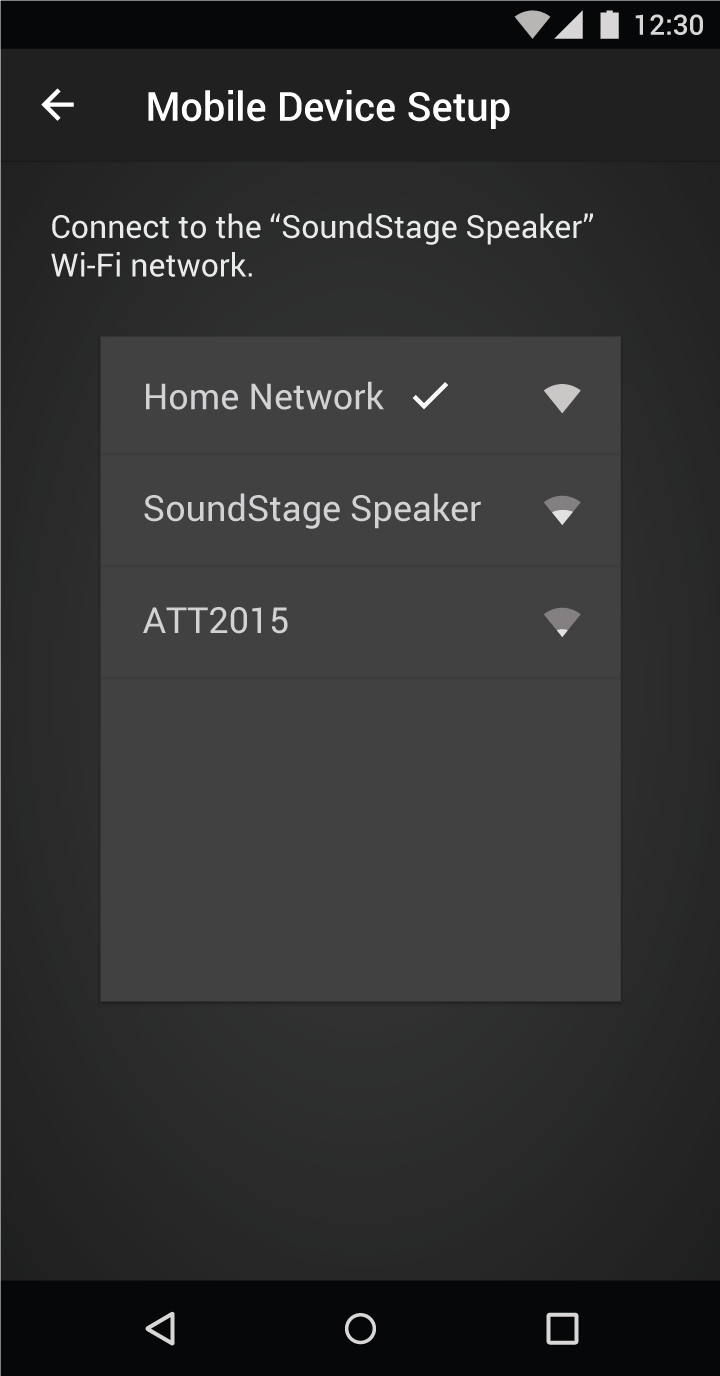 12:30
Mobile Device Setup
Connect to the “SoundStage Speaker”
Wi-Fi network.
Home Network
SoundStage Speaker
ATT2015